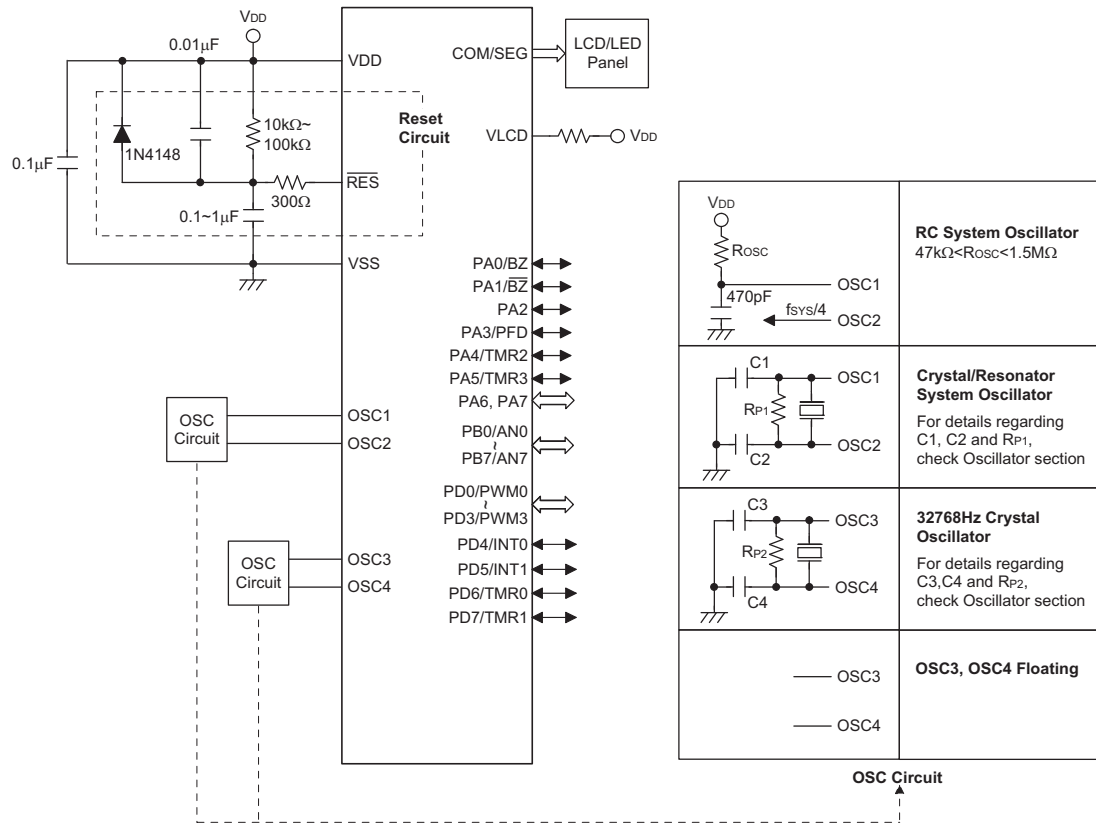 VDD
0.01µF
VDD
COM/SEG
LCD/LED
Panel
Reset
Circuit
10kΩ~
100kΩ
VLCD
VDD
1N4148
0.1µF
RES
300Ω
0.1~1µF
VSS
PA0/BZ
PA1/BZ
PA2
PA3/PFD
PA4/TMR2
PA5/TMR3
PA6, PA7
PB0/AN0
~
PB7/AN7
PD0/PWM0
~
PD3/PWM3
PD4/INT0
PD5/INT1
PD6/TMR0
PD7/TMR1
OSC
Circuit
OSC1
OSC2
OSC
Circuit
OSC3
OSC4
VDD
ROSC
OSC1
470pF
fSYS/4
OSC2
RC System Oscillator
47kΩ<ROSC<1.5MΩ
C1
OSC1
RP1
OSC2
C2
Crystal/Resonator
System Oscillator
For details regarding
C1, C2 and RP1,
check Oscillator section
C3
OSC3
RP2
OSC4
C4
32768Hz Crystal
Oscillator
For details regarding
C3,C4 and RP2,
check Oscillator section
OSC3
OSC4
OSC3, OSC4 Floating
OSC Circuit